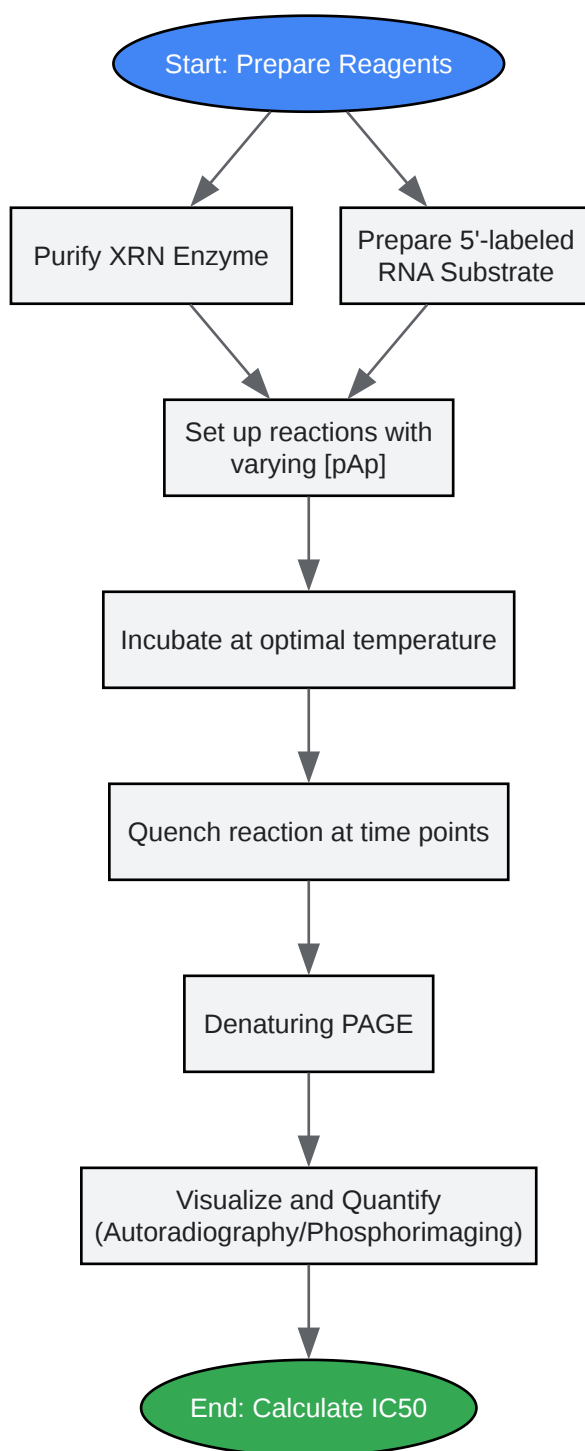 Start: Prepare Reagents
Purify XRN Enzyme
Prepare 5'-labeled
RNA Substrate
Set up reactions with
varying [pAp]
Incubate at optimal temperature
Quench reaction at time points
Denaturing PAGE
Visualize and Quantify
(Autoradiography/Phosphorimaging)
End: Calculate IC50